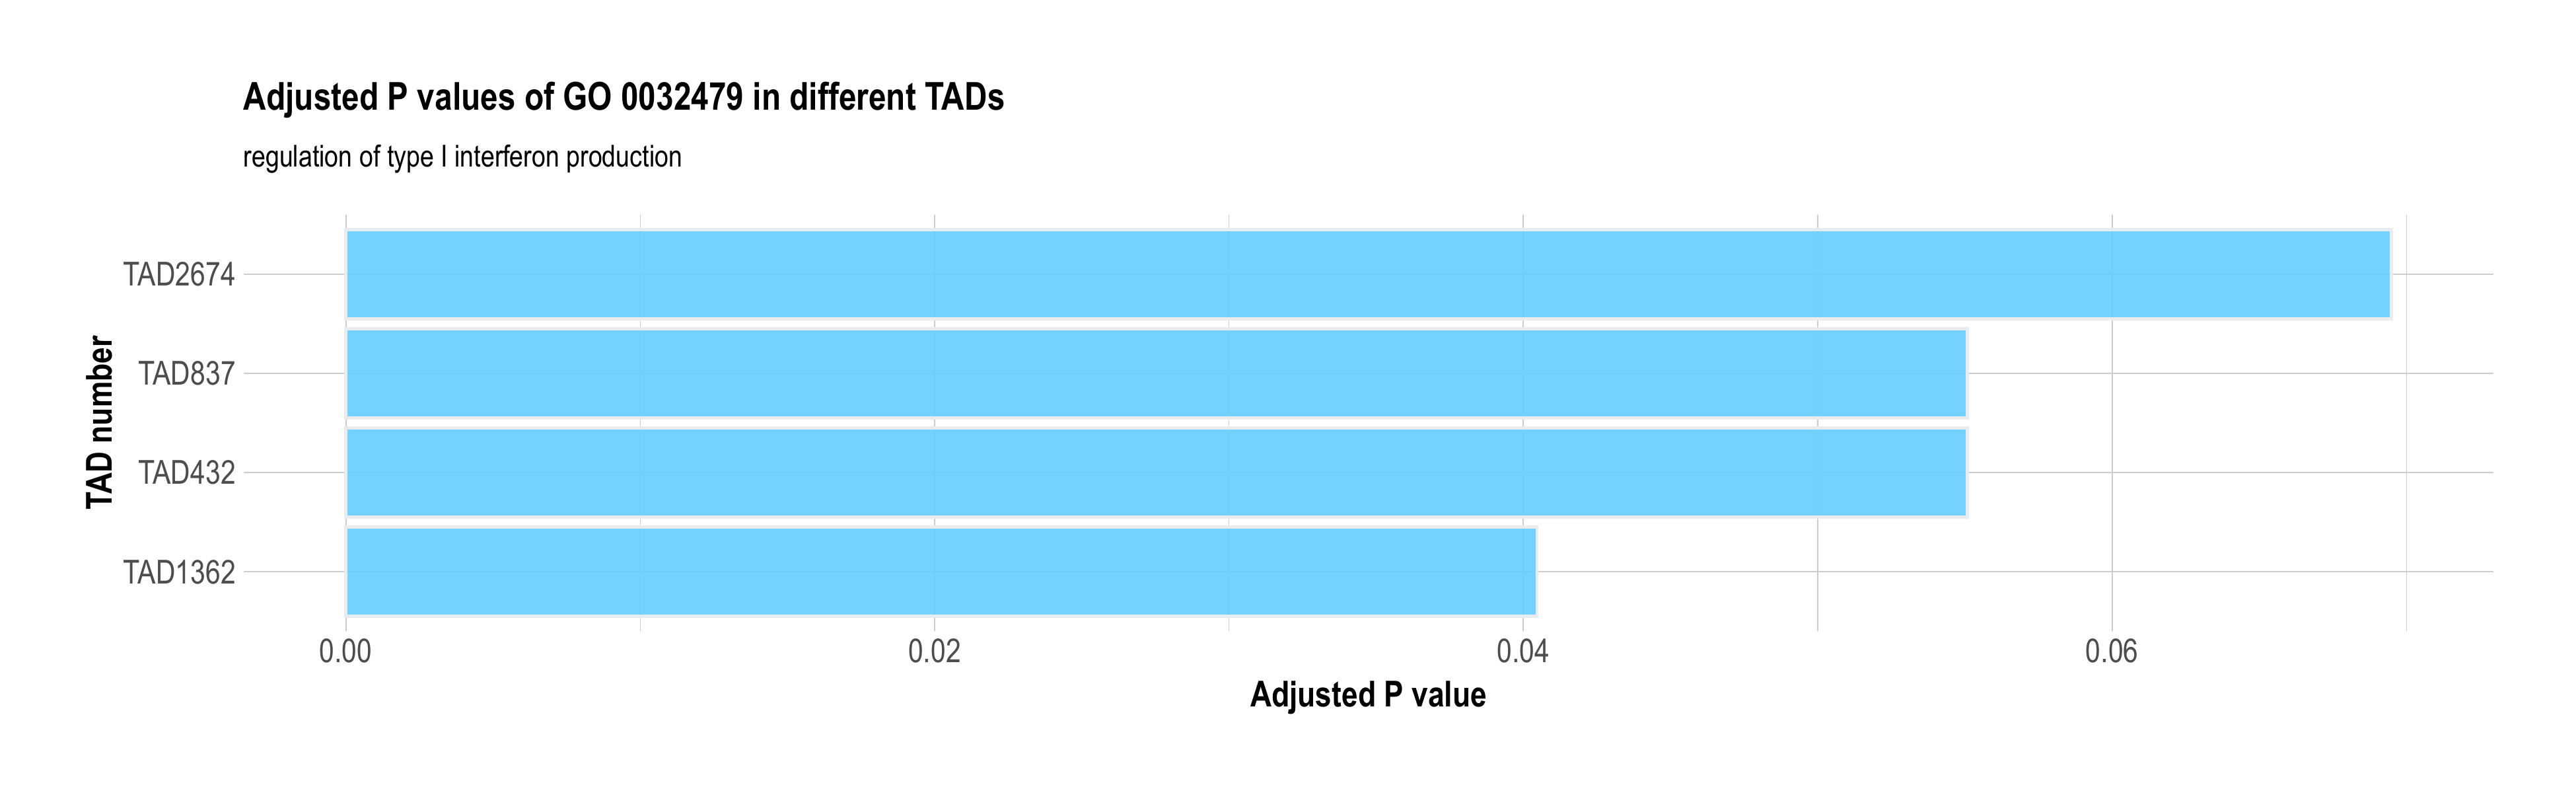 Adjusted P values of GO 0032479 in different TADs
regulation of type I interferon production
TAD number
TAD2674
TAD837
TAD432
TAD1362
0.00 0.02 0.04 0.06
Adjusted P value